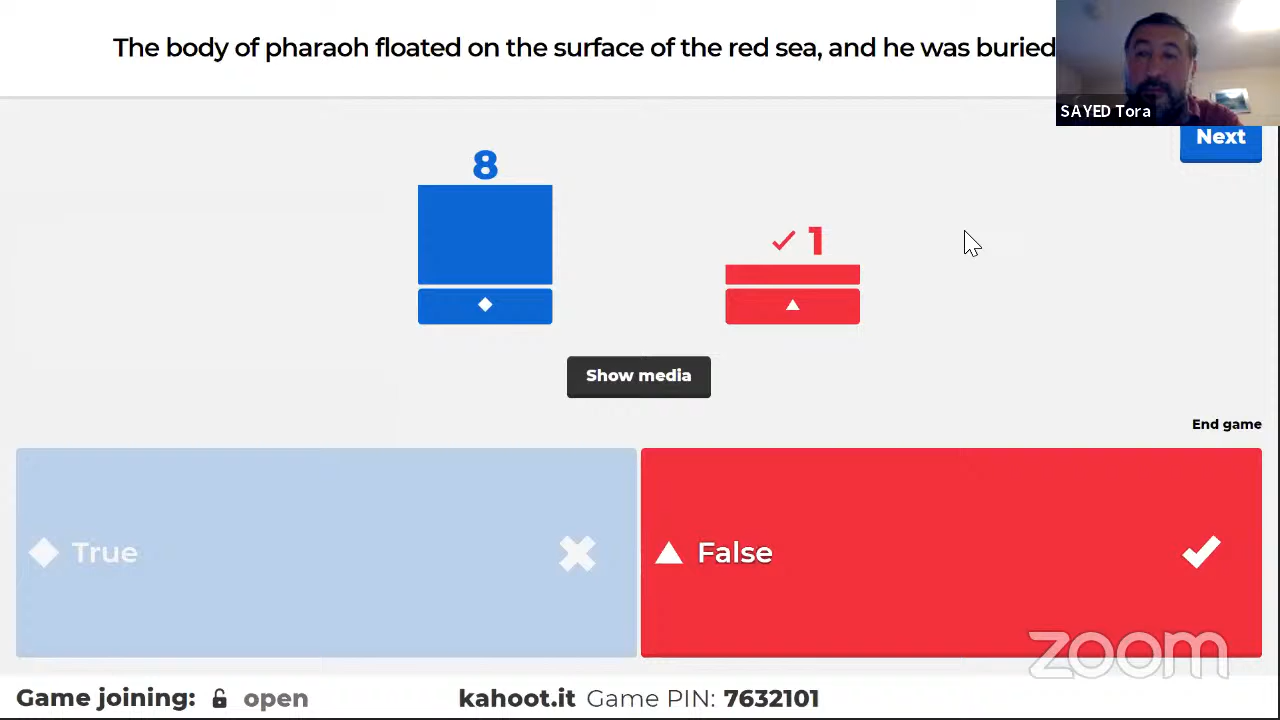 The body of pharaoh floated on the surface of the red sea, and he was buried
SAYED Tora
Next
8
1
Show media
End game
True
False
zoom
Game joining: open
kahoot.it Game PIN: 7632101